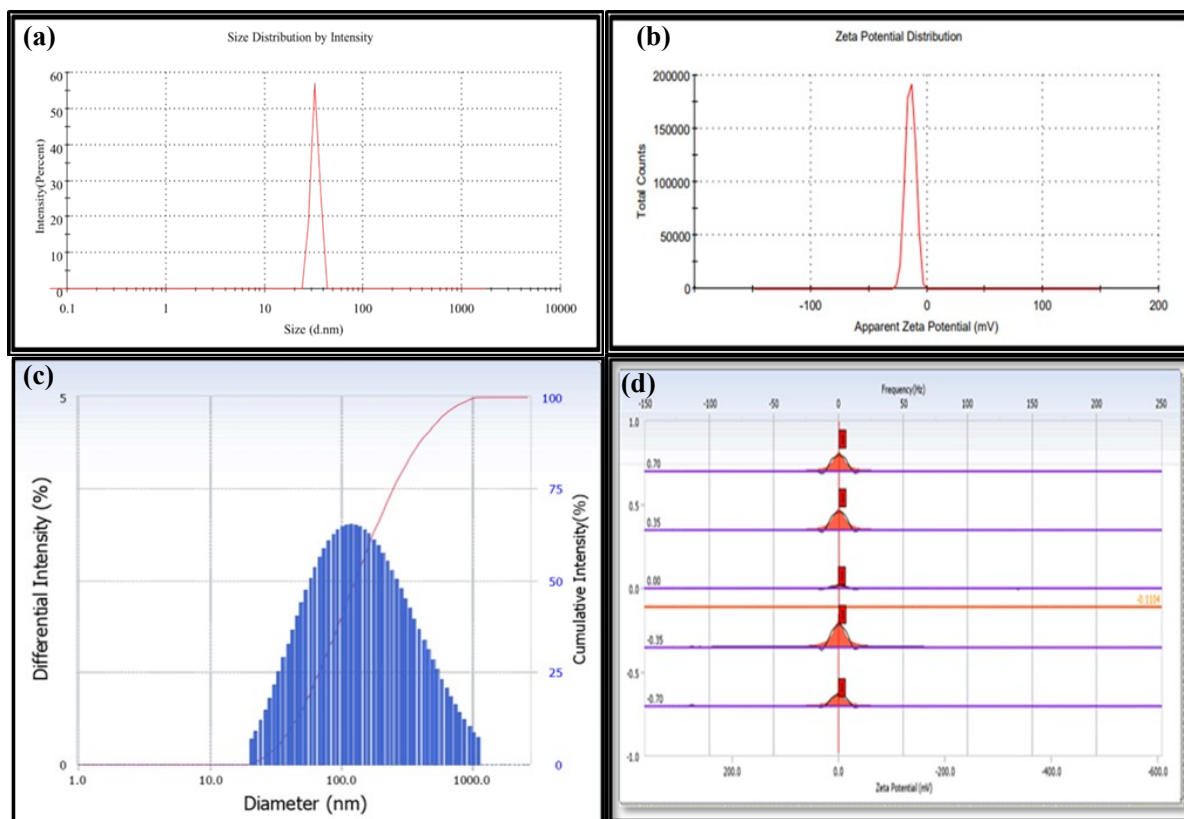 (a)
Size Distribution by Intensity
Intensity(Percent)
60
50
40
30
20
10
0
0.1 1 10 100 1000 10000
Size (d.nm)
(b)
Zeta Potential Distribution
Total Counts
200000
150000
100000
50000
0
-100 0 100 200
Apparent Zeta Potential (mV)
(c)
Differential Intensity (%)
5
0
Cumulative Intensity(%)
100
75
50
25
0
1.0 10.0 100.0 1000.0
Diameter (nm)
(d)
Frequency(Hz)
-150 -100 -50 0 50 100 150 200 250
1.0
0.70
0.5
0.35
0.00
0.0
-0.1104
-0.35
-0.5
-0.70
-1.0
200.0 0.0 -200.0 -400.0 -600.0
Zeta Potential (mV)